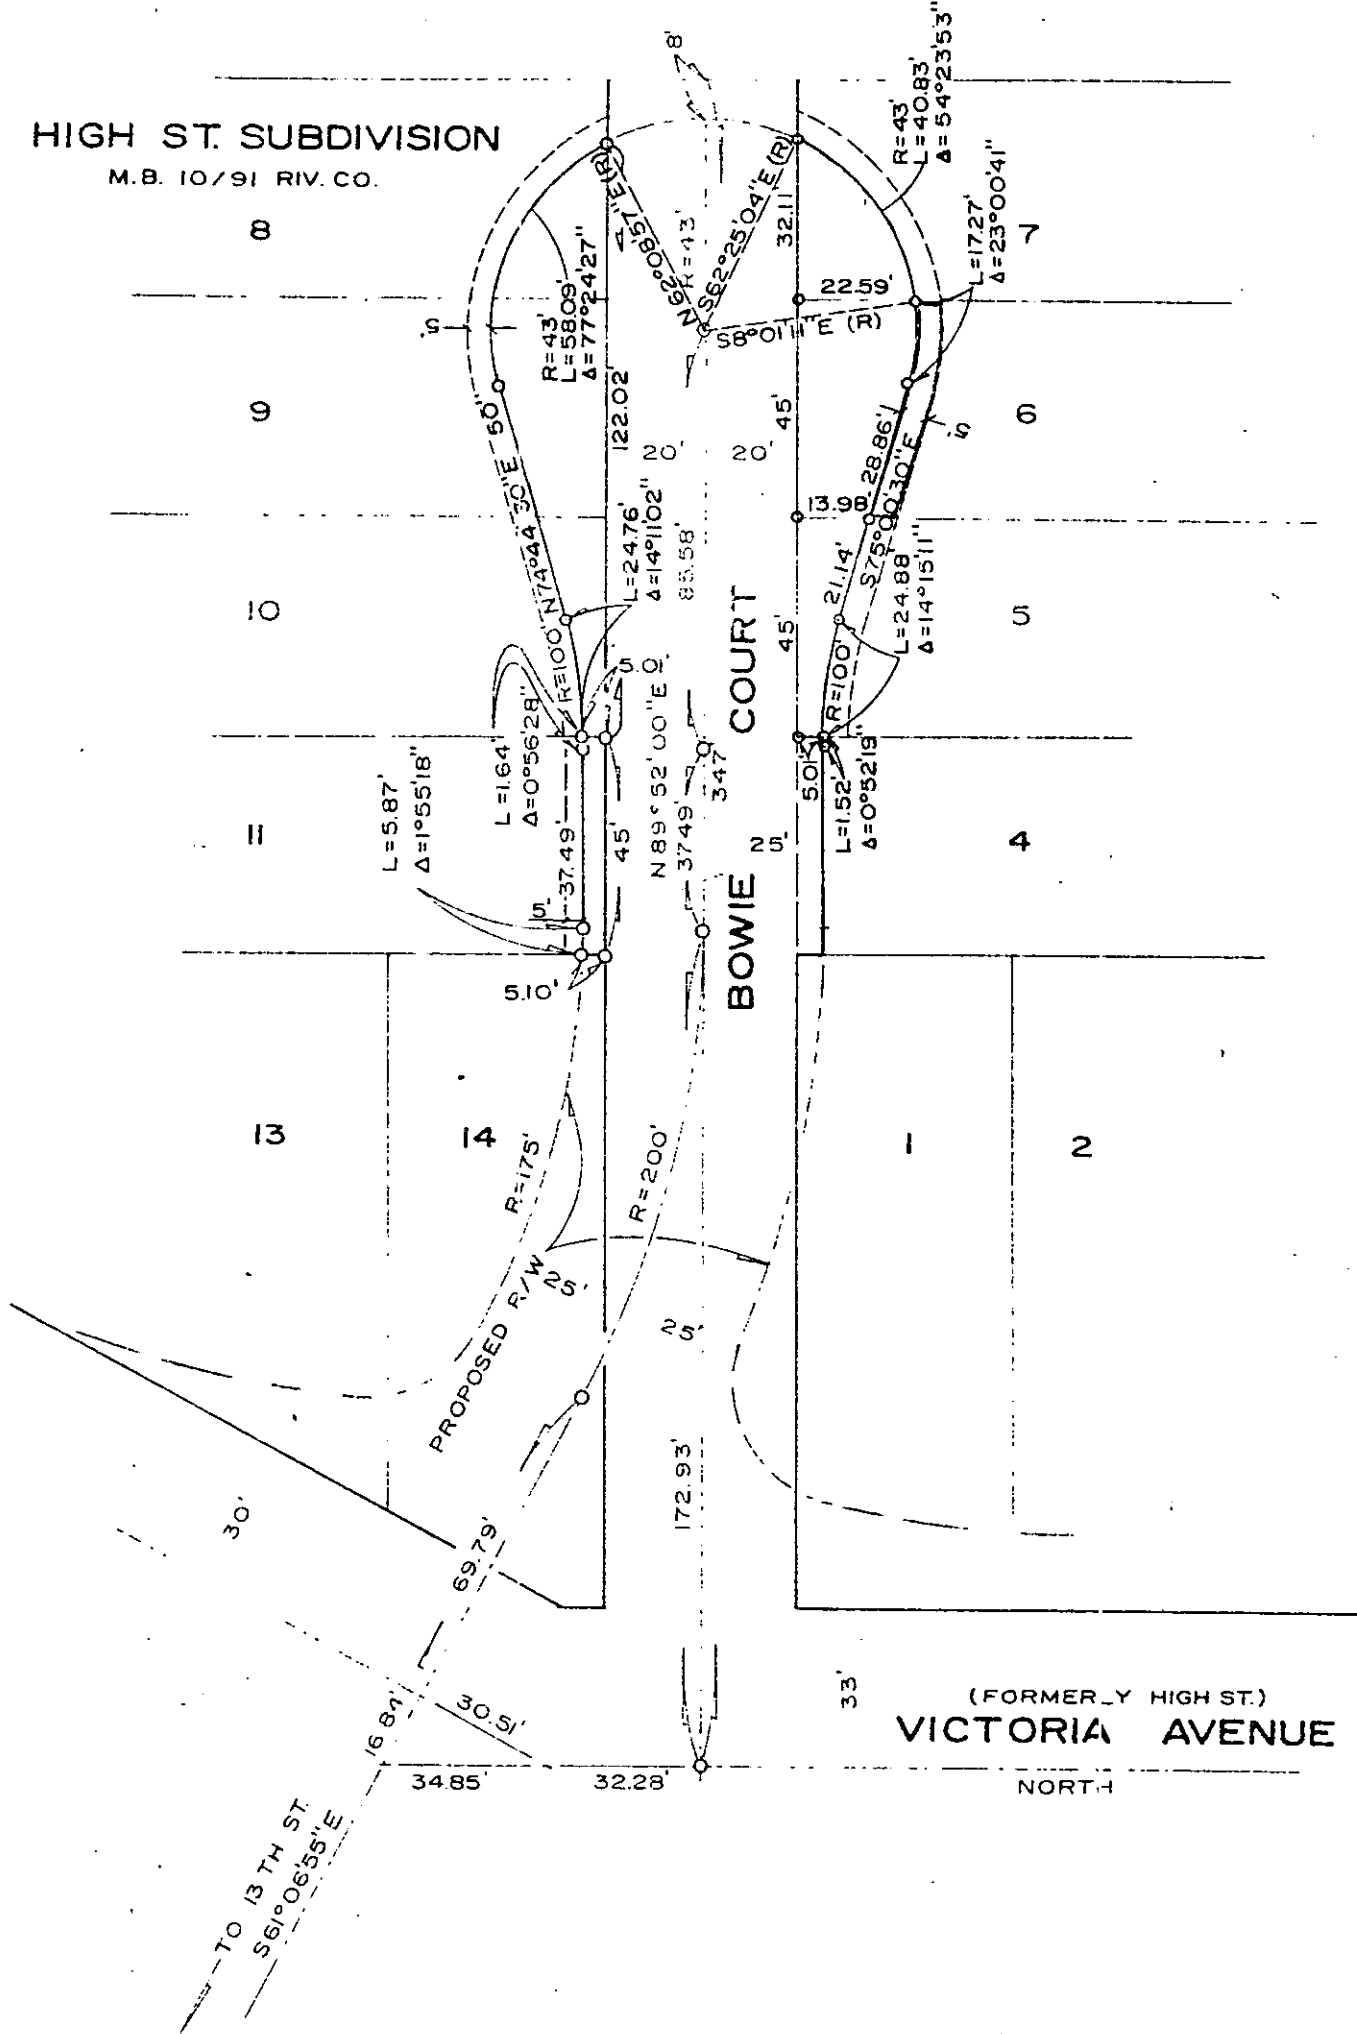 8'
HIGH ST. SUBDIVISION
M.B. 10/91 RIV. CO.
R=43'
L=40.83'
Δ=54°23'53"
8
7
N 62°08'57"E (R)
R=43'
S62°25'04"E (R)
32.11
L=17.27'
Δ=23°00'41"
R=43'
L=58.09'
Δ=77°24'27"
22.59'
S8°01'11"E (R)
5'
9
6
122.02'
45'
20'
20'
5'
N74°44'30"E 50'
28.86'
S75°00'30"E
13.98'
L=24.76'
Δ=14°11'02"
85.58'
21.14'
L=24.88'
Δ=14°15'11"
10
5
R=100'
R=100'
45'
5.01'
5.01'
L=1.64'
Δ=0°56'28"
L=1.52'
Δ=0°52'19"
N89°52'00"E
347
BOWIE COURT
L=5.87'
Δ=1°55'18"
11
4
37.49'
45'
37.49'
25'
5'
5.10'
13
14
1
2
R=175'
R=200'
PROPOSED R/W
25'
25'
30'
69.79'
172.93'
16.84'
30.51'
33'
(FORMER_Y HIGH ST.)
VICTORIA AVENUE
34.85'
32.28'
NORTH
TO 13TH ST.
S61°06'55"E